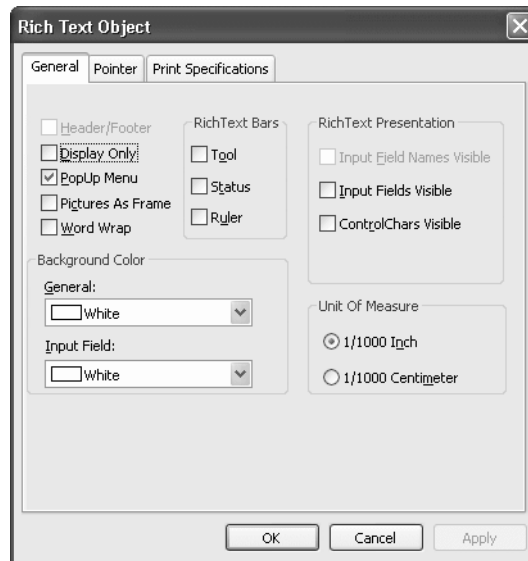 Rich Text Object
General Pointer Print Specifications
Header/Footer
Display Only
PopUp Menu
Pictures As Frame
Word Wrap
RichText Bars
Tool
Status
Ruler
RichText Presentation
Input Field Names Visible
Input Fields Visible
ControlChars Visible
Background Color
General:
White
Input Field:
White
Unit Of Measure
1/1000 Inch
1/1000 Centimeter
OK Cancel Apply